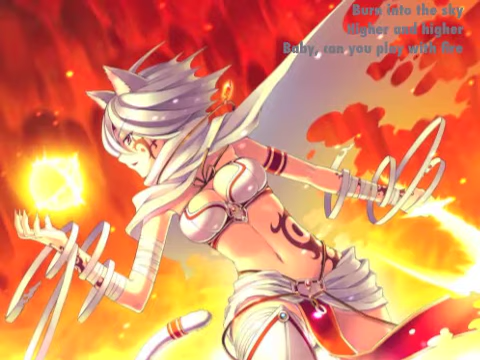 Burn into the sky
Higher and higher
Baby, can you play with fire